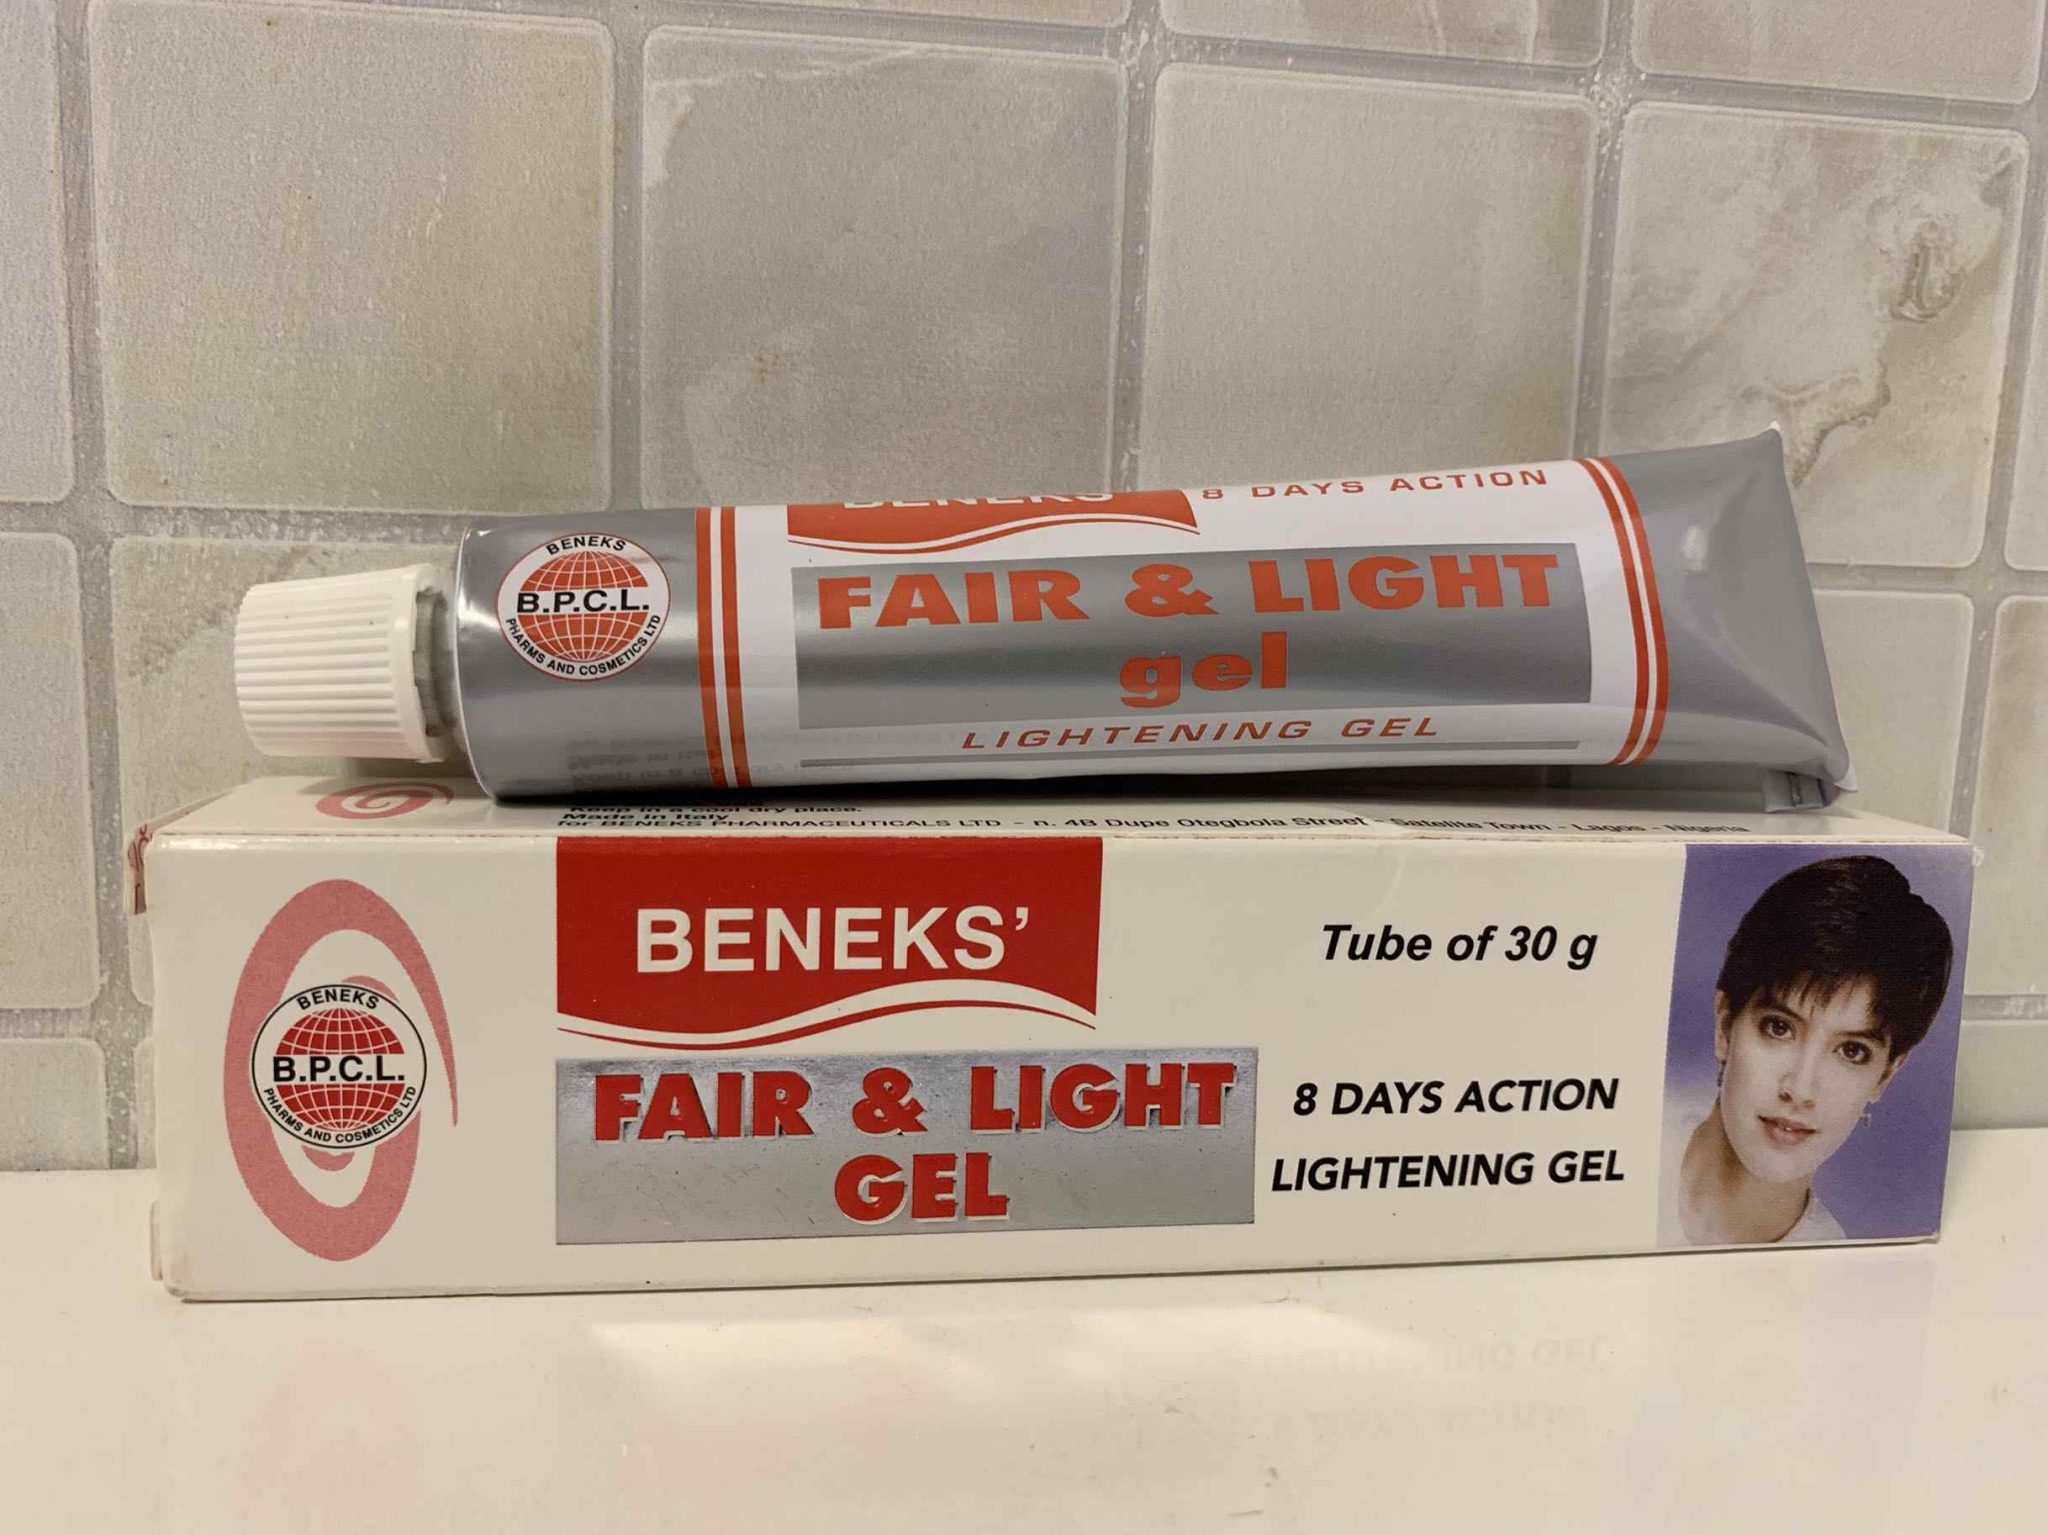 BENEKS
B.P.C.L.
PHARMS AND COSMETICS LTD
BENEKS
8 DAYS ACTION
FAIR & LIGHT
gel
LIGHTENING GEL
Keep in a cool dry place.
Made in Italy
for BENEKS PHARMACEUTICALS LTD - n. 4B Dupe Otegbola Street - Satelite Town - Lagos - Nigeria
BENEKS
B.P.C.L.
PHARMS AND COSMETICS LTD
BENEKS’
FAIR & LIGHT
GEL
Tube of 30 g
8 DAYS ACTION
LIGHTENING GEL